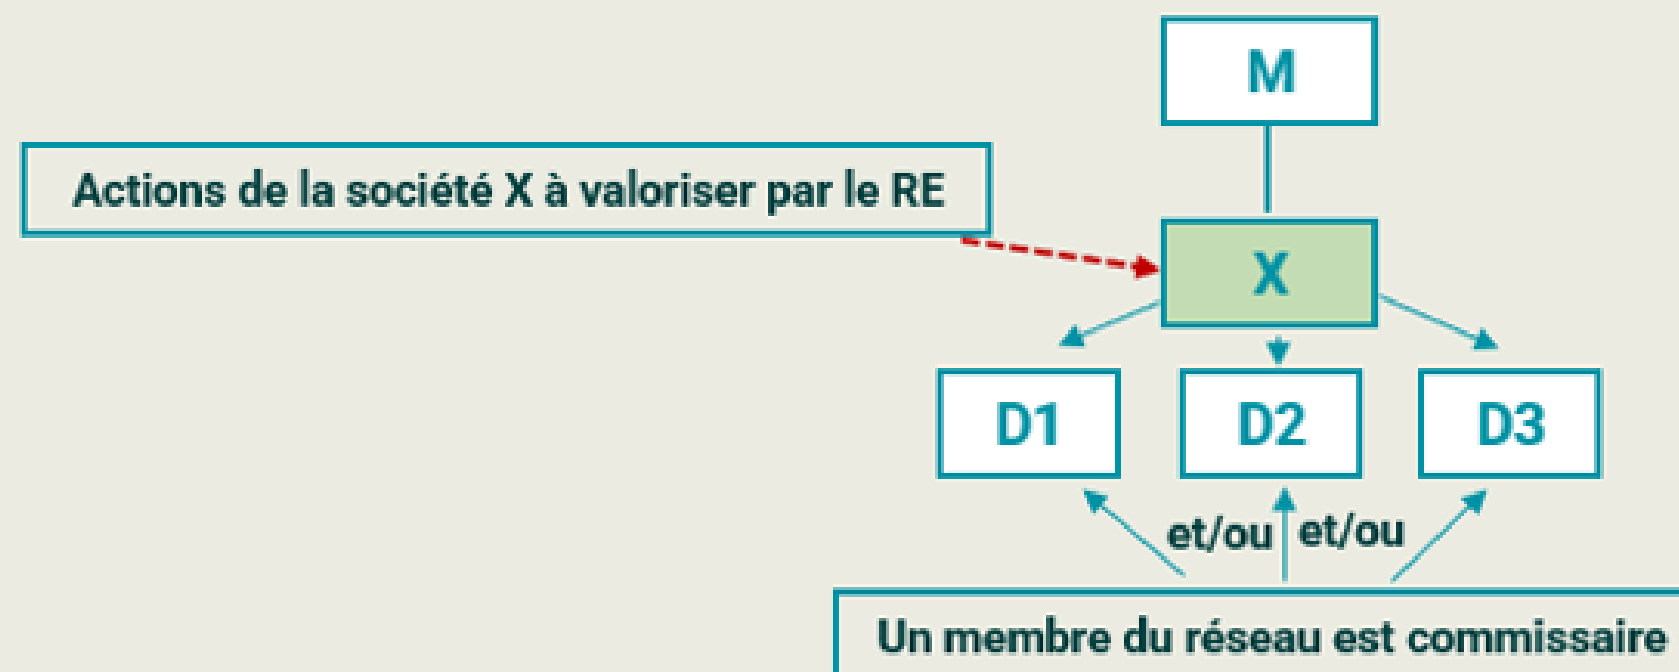 M
Actions de la société X à valoriser par le RE
X
D1
D2
D3
et/ou
et/ou
Un membre du réseau est commissaire